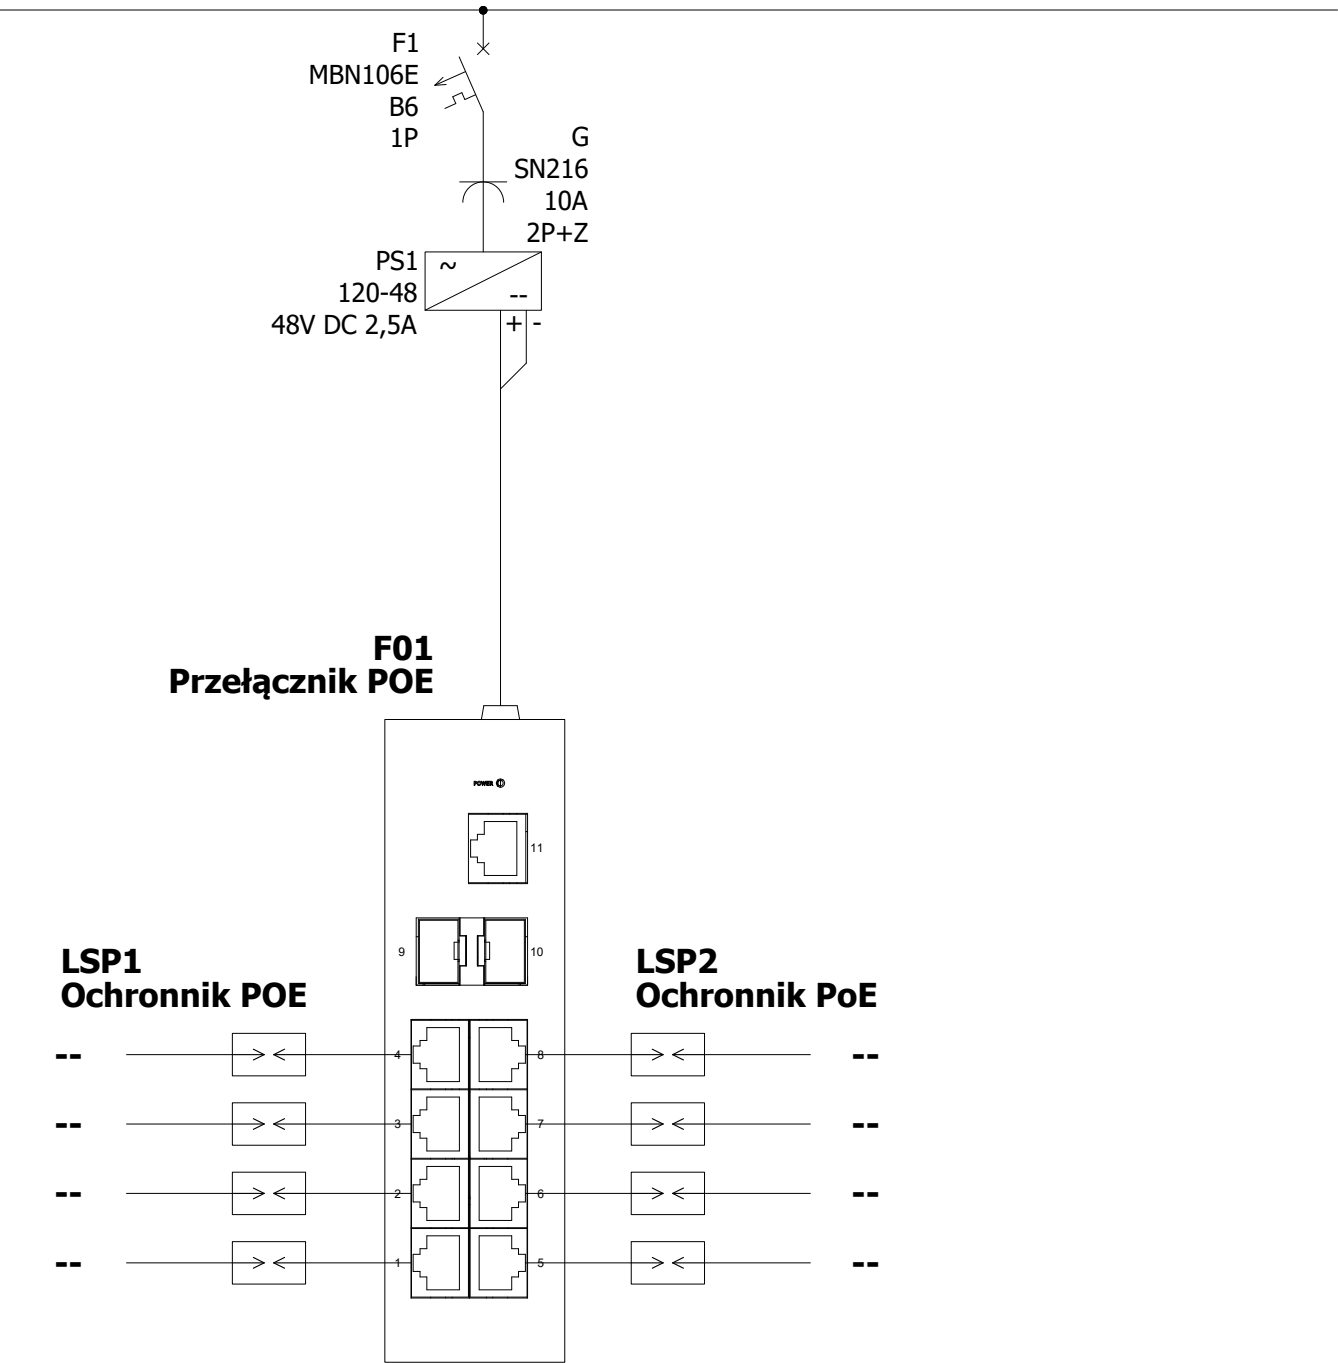 F1
MBN106E
B6
1P
G
SN216
10A
2P+Z
PS1
120-48
48V DC 2,5A
~
--
+ -
F01
Przełącznik POE
POWER
11
9
10
LSP1
Ochronnik POE
LSP2
Ochronnik PoE
-- 4 8 --
-- 3 7 --
-- 2 6 --
-- 1 5 --